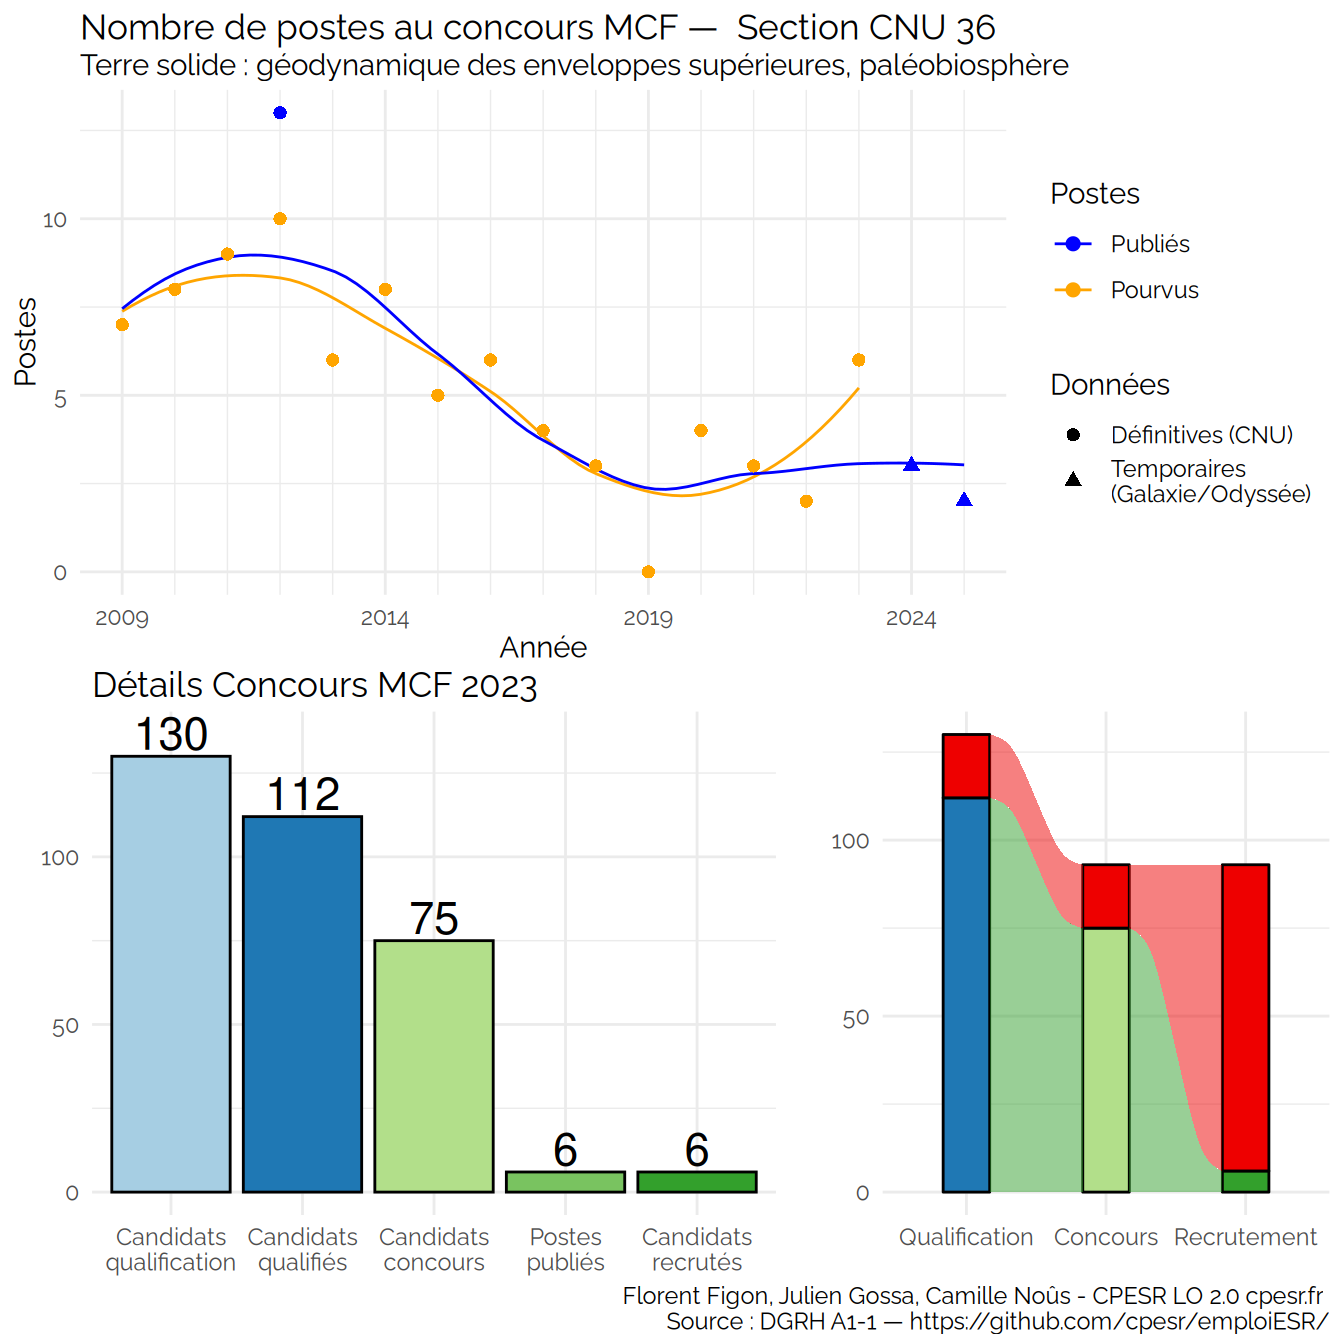 Nombre de postes au concours MCF — Section CNU 36
Terre solide : géodynamique des enveloppes supérieures, paléobiosphère
Postes
10
5
0
2009
2014
2019
2024
Année
Postes
Publiés
Pourvus
Données
Définitives (CNU)
Temporaires
(Galaxie/Odyssée)
Détails Concours MCF 2023
130
112
75
6
6
100
50
0
Candidats
qualification
Candidats
qualifiés
Candidats
concours
Postes
publiés
Candidats
recrutés
100
50
0
Qualification
Concours
Recrutement
Florent Figon, Julien Gossa, Camille Noûs - CPESR LO 2.0 cpesr.fr
Source : DGRH A1-1 — https://github.com/cpesr/emploiESR/